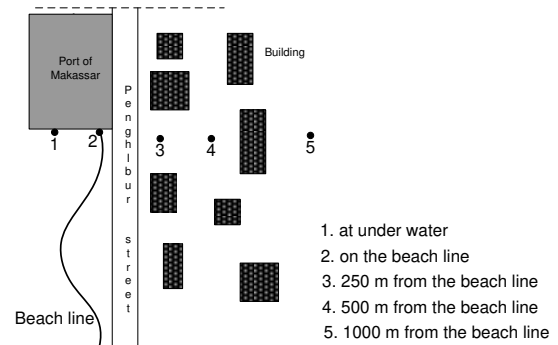 Port of
Makassar
Building
Penghlbur street
1
2
3
4
5
Beach line
1. at under water
2. on the beach line
3. 250 m from the beach line
4. 500 m from the beach line
5. 1000 m from the beach line